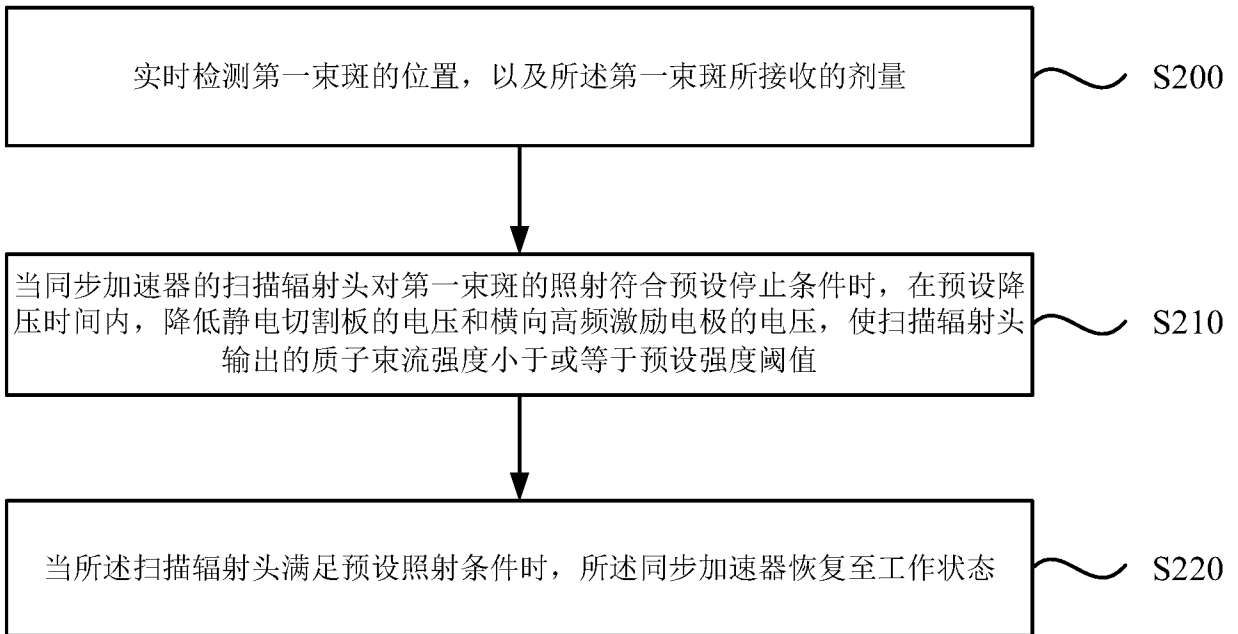 实时检测第一束斑的位置，以及所述第一束斑所接收的剂量
S200
当同步加速器的扫描辐射头对第一束斑的照射符合预设停止条件时，在预设降
压时间内，降低静电切割板的电压和横向高频激励电极的电压，使扫描辐射头
输出的质子束流强度小于或等于预设强度阈值
S210
当所述扫描辐射头满足预设照射条件时，所述同步加速器恢复至工作状态
S220